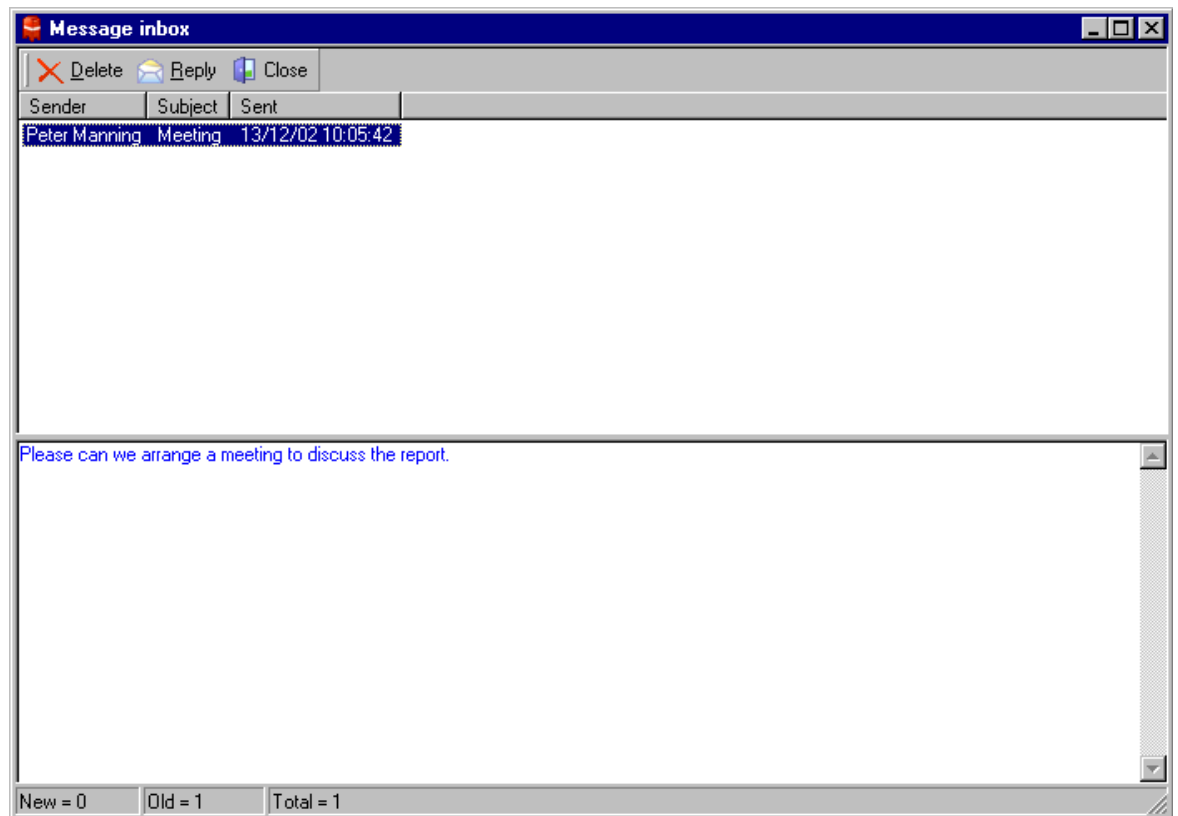 Message inbox
Delete Reply Close
Sender Subject Sent
Peter Manning Meeting 13/12/02 10:05:42
Please can we arrange a meeting to discuss the report.
New = 0 Old = 1 Total = 1